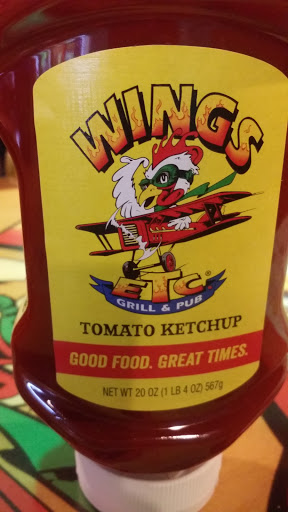 WINGS
ETC®
GRILL & PUB
TOMATO KETCHUP
GOOD FOOD. GREAT TIMES.
NET WT 20 OZ (1 LB 4 OZ) 567g